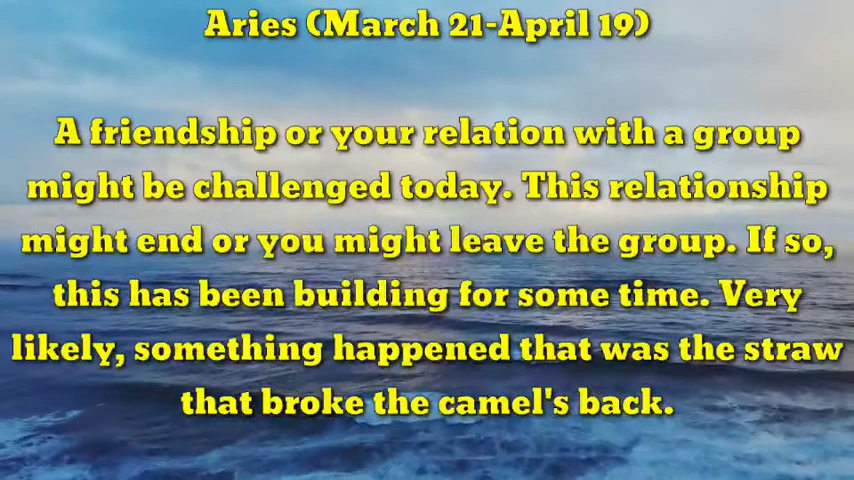 Aries (March 21-April 19)
A friendship or your relation with a group
might be challenged today. This relationship
might end or you might leave the group. If so,
this has been building for some time. Very
likely, something happened that was the straw
that broke the camel's back.